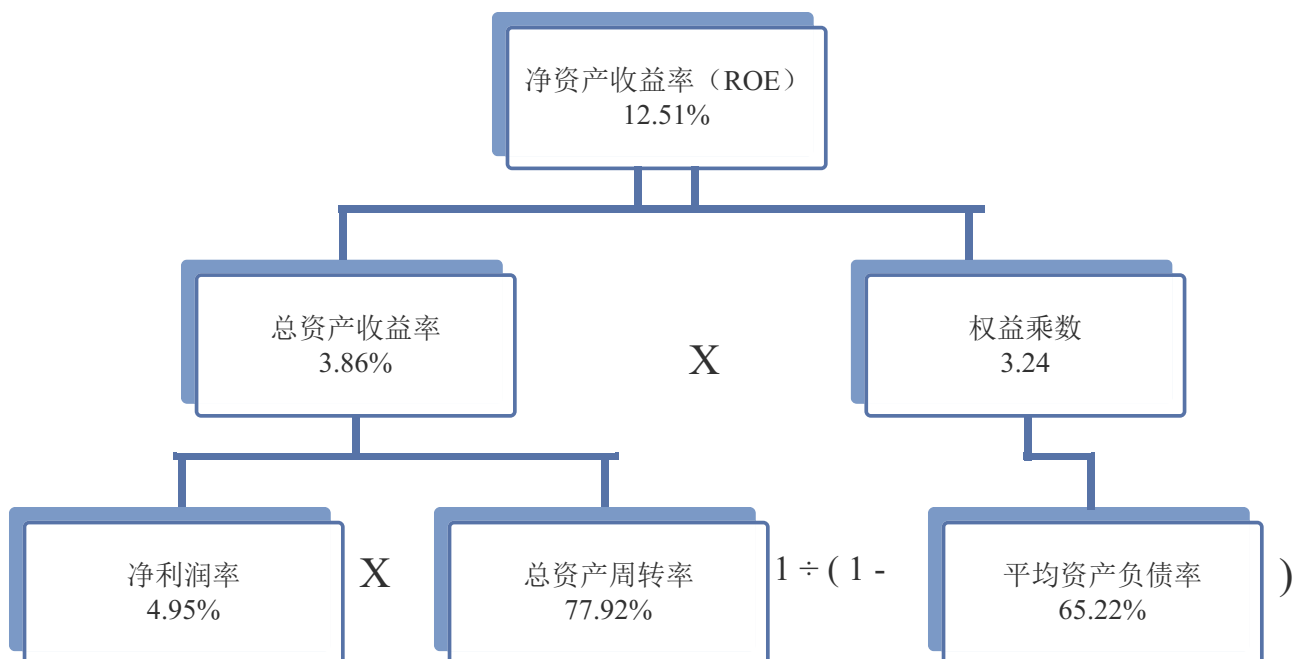 净资产收益率（ROE）
12.51%
总资产收益率
3.86%
X
权益乘数
3.24
净利润率
4.95%
X
总资产周转率
77.92%
1 ÷ ( 1 -
平均资产负债率
65.22%
)